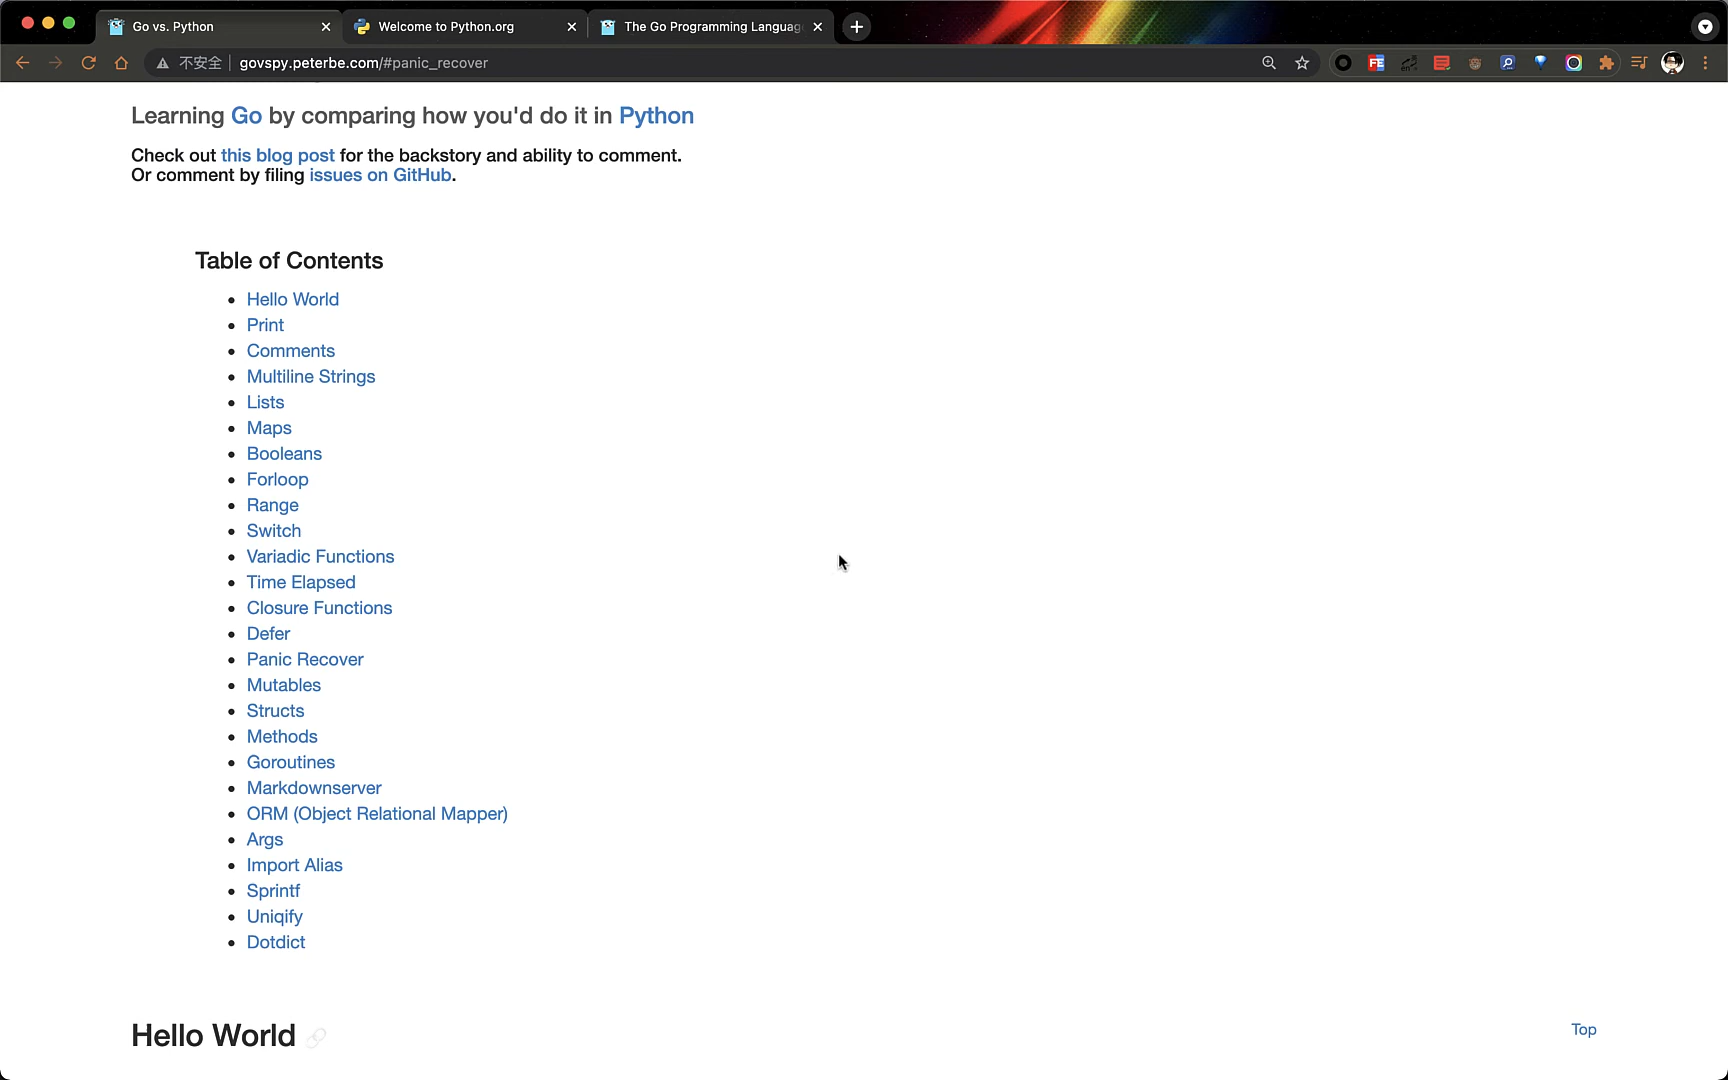 Go vs. Python
Welcome to Python.org
The Go Programming Languag
不安全
govspy.peterbe.com/#panic_recover
FE
Learning Go by comparing how you'd do it in Python
Check out this blog post for the backstory and ability to comment.
Or comment by filing issues on GitHub.
Table of Contents
Hello World
Print
Comments
Multiline Strings
Lists
Maps
Booleans
Forloop
Range
Switch
Variadic Functions
Time Elapsed
Closure Functions
Defer
Panic Recover
Mutables
Structs
Methods
Goroutines
Markdownserver
ORM (Object Relational Mapper)
Args
Import Alias
Sprintf
Uniqify
Dotdict
Hello World
Top